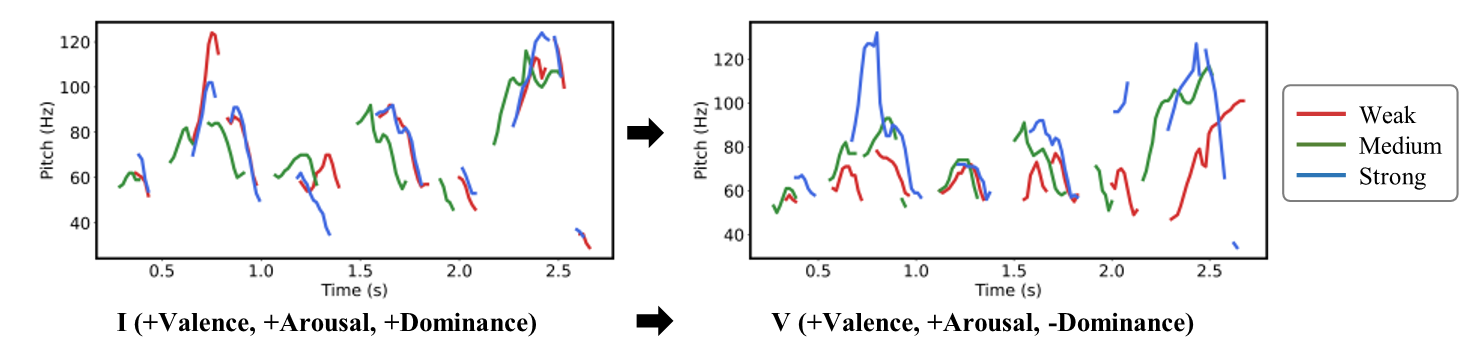 120
100
80
60
40
Pitch (Hz)
0.5 1.0 1.5 2.0 2.5
Time (s)
I (+Valence, +Arousal, +Dominance)
120
100
80
60
40
Pitch (Hz)
0.5 1.0 1.5 2.0 2.5
Time (s)
V (+Valence, +Arousal, -Dominance)
Weak
Medium
Strong